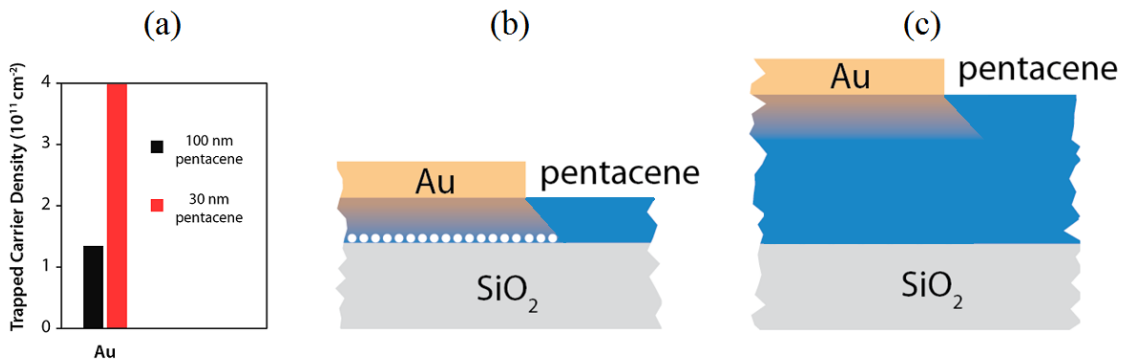 (a)
Trapped Carrier Density (10¹¹ cm⁻²)
4
3
2
1
0
100 nm
pentacene
30 nm
pentacene
Au
(b)
Au
pentacene
SiO₂
(c)
Au
pentacene
SiO₂